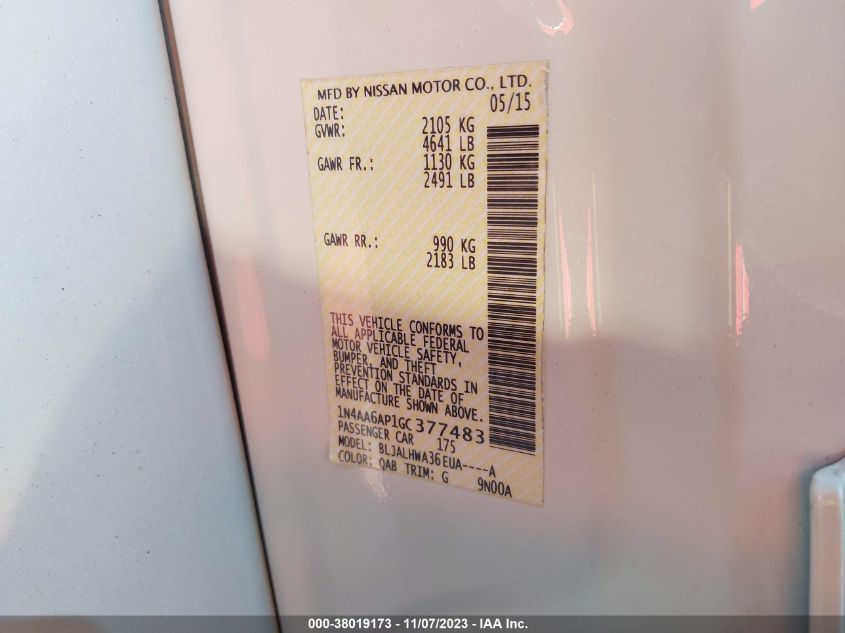 MFD BY NISSAN MOTOR CO., LTD.
DATE: 05/15
GVWR: 2105 KG
4641 LB
GAWR FR.: 1130 KG
2491 LB
GAWR RR.: 990 KG
2183 LB
THIS VEHICLE CONFORMS TO
ALL APPLICABLE FEDERAL
MOTOR VEHICLE SAFETY,
BUMPER, AND THEFT
PREVENTION STANDARDS IN
EFFECT ON THE DATE OF
MANUFACTURE SHOWN ABOVE.
1N4AA6AP1GC377483
PASSENGER CAR 175
MODEL: BLJALHWA36EUA----A
COLOR: QAB TRIM: G 9N00A
000-38019173 - 11/07/2023 - IAA Inc.